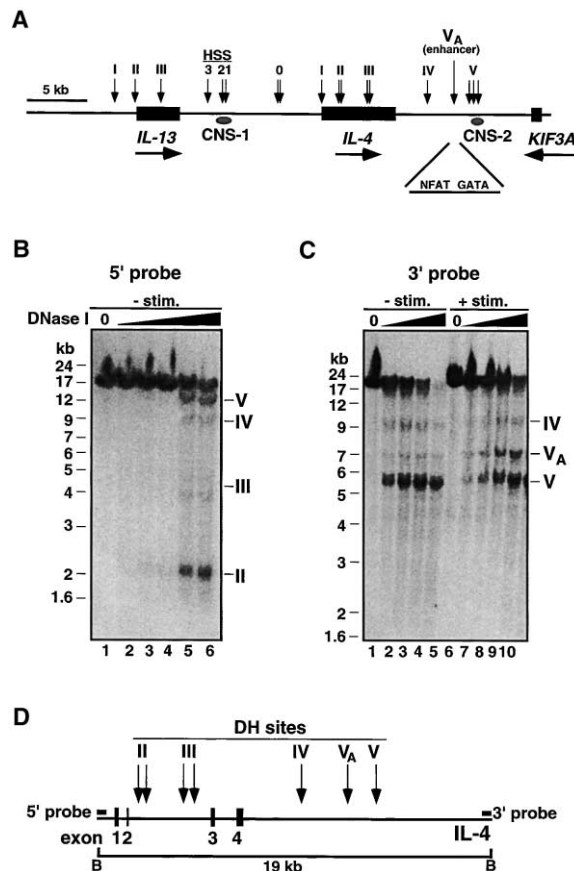 A
HSS
V_A
(enhancer)
I II III 3 21 0 I II III IV V
5 kb
IL-13 CNS-1 IL-4 CNS-2 KIF3A
NFAT GATA
B
5' probe
- stim.
DNase I 0
kb
24
17
12
9
7
6
5
4
3
2
1.6
V
IV
III
II
1 2 3 4 5 6
C
3' probe
- stim. + stim.
0 0
kb
24
17
12
9
7
6
5
4
3
2
1.6
IV
V_A
V
1 2 3 4 5 6 7 8 9 10
D
DH sites
II III IV V_A V
5' probe 3' probe
exon 1 2 3 4 IL-4
B 19 kb B